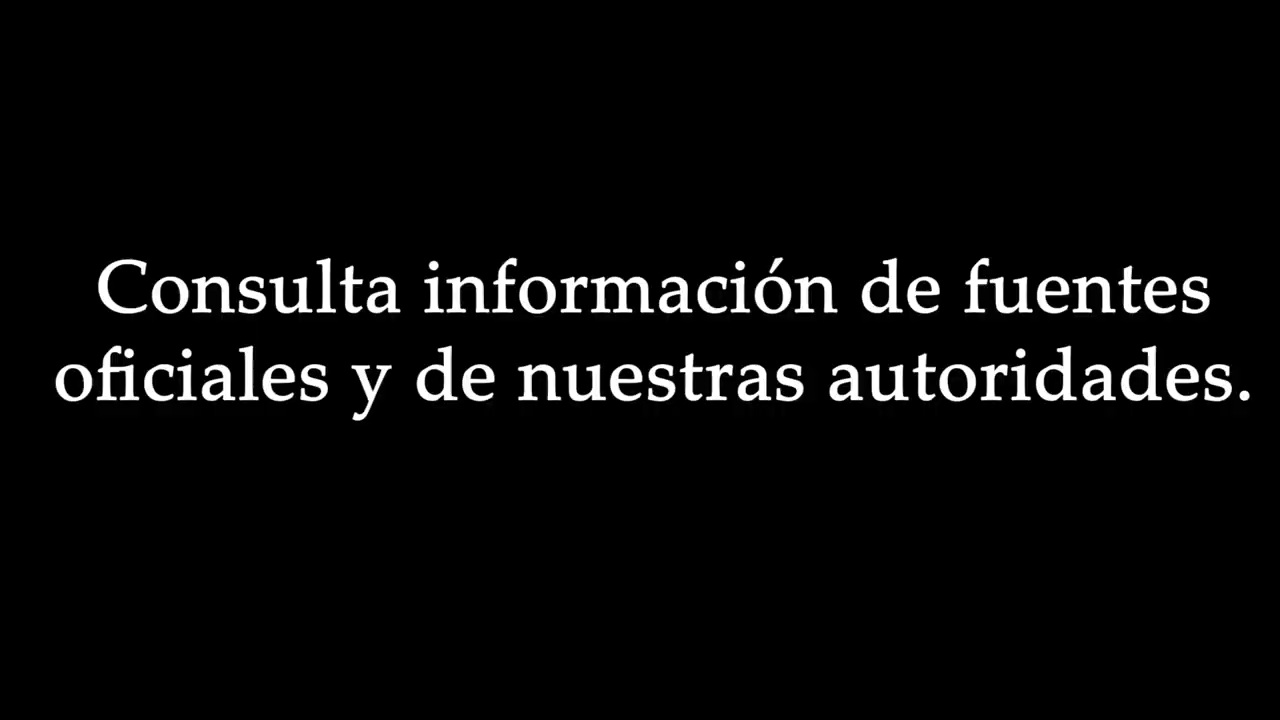 Consulta información de fuentes
oficiales y de nuestras autoridades.